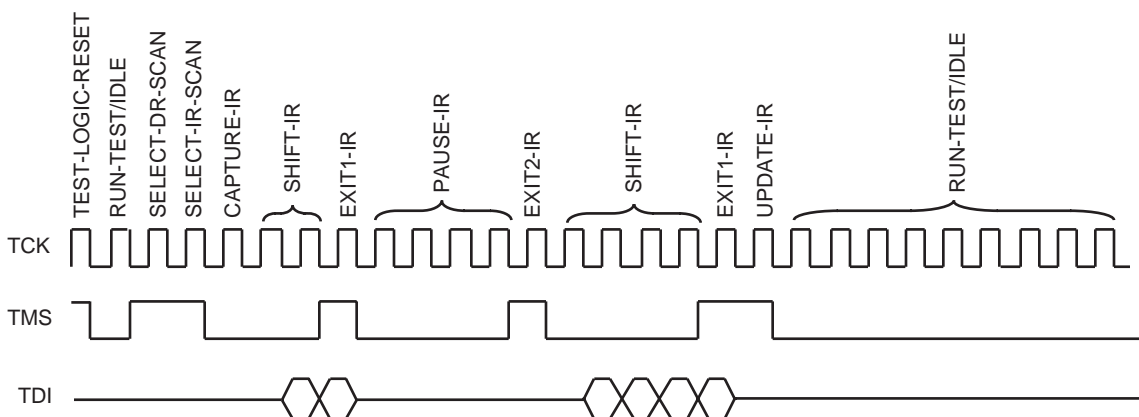 TEST-LOGIC-RESET
RUN-TEST/IDLE
SELECT-DR-SCAN
SELECT-IR-SCAN
CAPTURE-IR
SHIFT-IR
EXIT1-IR
PAUSE-IR
EXIT2-IR
SHIFT-IR
EXIT1-IR
UPDATE-IR
RUN-TEST/IDLE
TCK
TMS
TDI